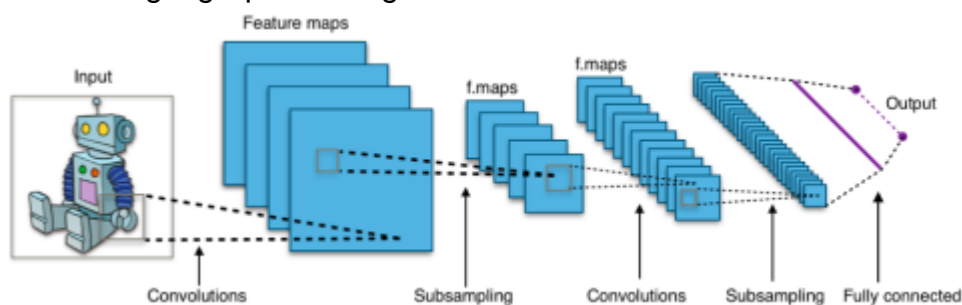 Feature maps
Input
f.maps
f.maps
Output
Convolutions
Subsampling
Convolutions
Subsampling
Fully connected